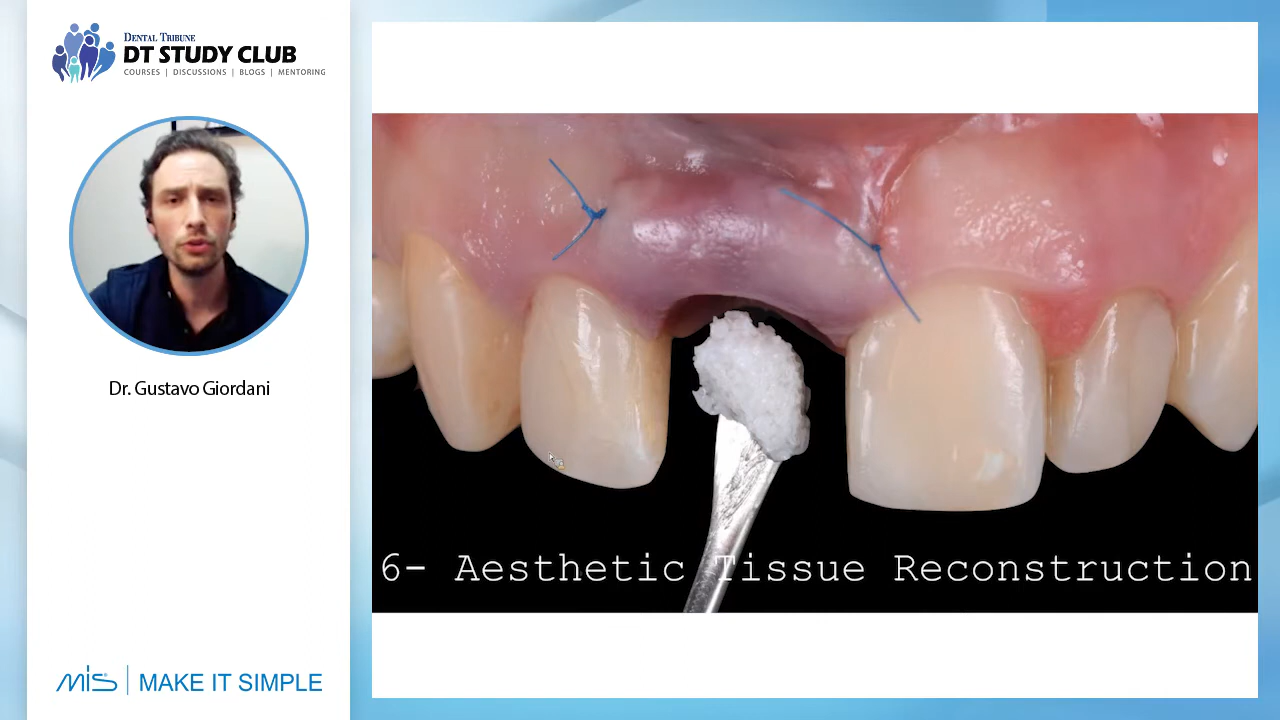 DENTAL TRIBUNE
DT STUDY CLUB
COURSES | DISCUSSIONS | BLOGS | MENTORING
Dr. Gustavo Giordani
mis | MAKE IT SIMPLE
6- Aesthetic Tissue Reconstruction